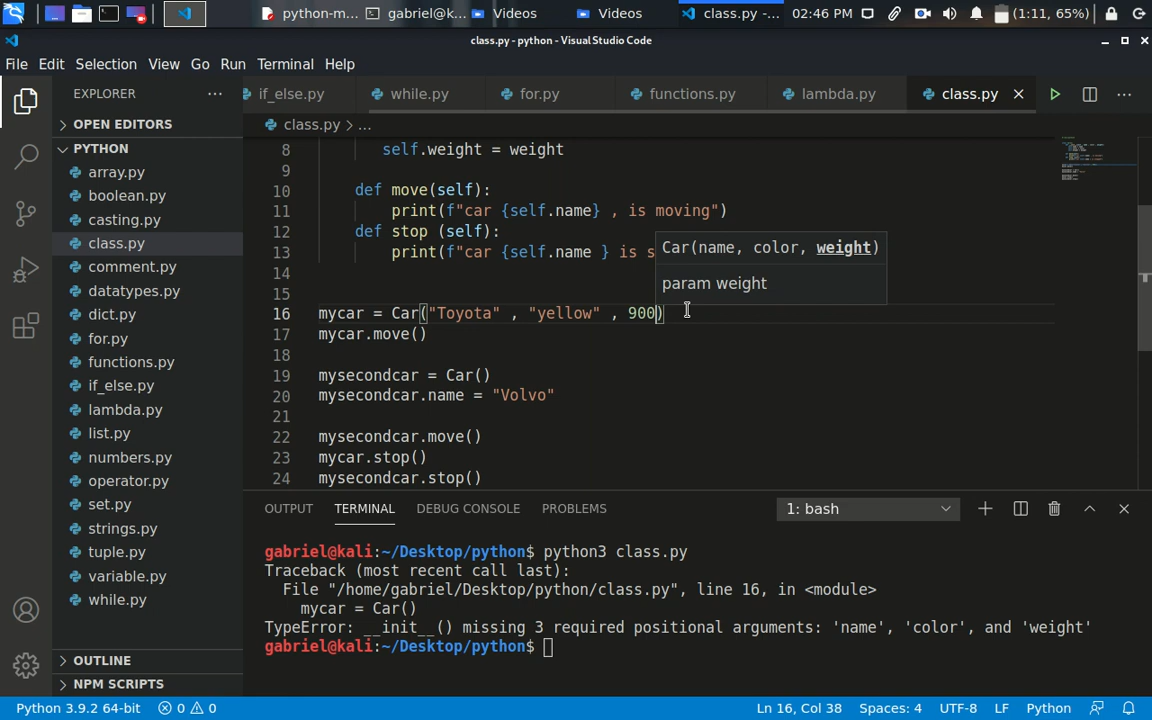 python-m... gabriel@k... Videos Videos class.py -... 02:46 PM (1:11, 65%)
class.py - python - Visual Studio Code
File Edit Selection View Go Run Terminal Help
EXPLORER ... if_else.py while.py for.py functions.py lambda.py class.py
OPEN EDITORS
class.py > ...
PYTHON
array.py
boolean.py
casting.py
class.py
comment.py
datatypes.py
dict.py
for.py
functions.py
if_else.py
lambda.py
list.py
numbers.py
operator.py
set.py
strings.py
tuple.py
variable.py
while.py
OUTLINE
NPM SCRIPTS
8 self.weight = weight
9
10 def move(self):
11 print(f"car {self.name} , is moving")
12 def stop (self):
13 print(f"car {self.name } is s
14
15
16 mycar = Car("Toyota" , "yellow" , 900)
17 mycar.move()
18
19 mysecondcar = Car()
20 mysecondcar.name = "Volvo"
21
22 mysecondcar.move()
23 mycar.stop()
24 mysecondcar.stop()
Car(name, color, weight)
param weight
OUTPUT TERMINAL DEBUG CONSOLE PROBLEMS 1: bash
gabriel@kali:~/Desktop/python$ python3 class.py
Traceback (most recent call last):
File "/home/gabriel/Desktop/python/class.py", line 16, in <module>
mycar = Car()
TypeError: __init__() missing 3 required positional arguments: 'name', 'color', and 'weight'
gabriel@kali:~/Desktop/python$
Python 3.9.2 64-bit 0 0 Ln 16, Col 38 Spaces: 4 UTF-8 LF Python